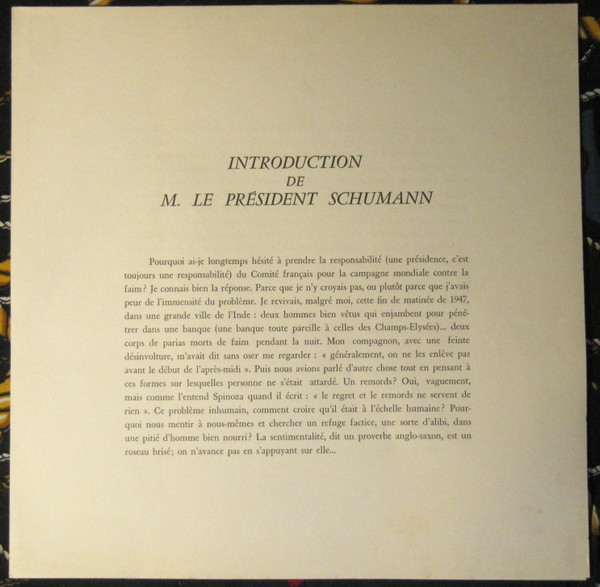 INTRODUCTION
DE
M. LE PRÉSIDENT SCHUMANN
Pourquoi ai-je longtemps hésité à prendre la responsabilité (une présidence, c'est
toujours une responsabilité) du Comité français pour la campagne mondiale contre la
faim? Je connais bien la réponse. Parce que je n'y croyais pas, ou plutôt parce que j'avais
peur de l'immensité du problème. Je revivais, malgré moi, cette fin de matinée de 1947,
dans une grande ville de l'Inde : deux hommes bien vêtus qui enjambent pour péné-
trer dans une banque (une banque toute pareille à celles des Champs-Elysées)... deux
corps de parias morts de faim pendant la nuit. Mon compagnon, avec une feinte
désinvolture, m'avait dit sans oser me regarder : « généralement, on ne les enlève pas
avant le début de l'après-midi ». Puis nous avions parlé d'autre chose tout en pensant à
ces formes sur lesquelles personne ne s'était attardé. Un remords? Oui, vaguement,
mais comme l'entend Spinoza quand il écrit : « le regret et le remords ne servent de
rien ». Ce problème inhumain, comment croire qu'il était à l'échelle humaine? Pour-
quoi nous mentir à nous-mêmes et chercher un refuge factice, une sorte d'alibi, dans
une pitié d'homme bien nourri? La sentimentalité, dit un proverbe anglo-saxon, est un
roseau brisé; on n'avance pas en s'appuyant sur elle...